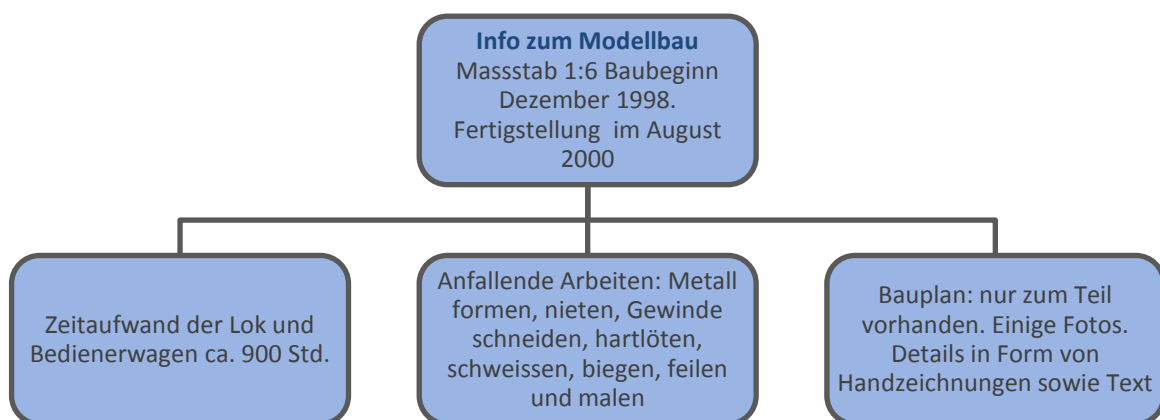 Info zum Modellbau
Massstab 1:6 Baubeginn
Dezember 1998.
Fertigstellung  im August
2000
Zeitaufwand der Lok und
Bedienerwagen ca. 900 Std.
Anfallende Arbeiten: Metall
formen, nieten, Gewinde
schneiden, hartlöten,
schweissen, biegen, feilen
und malen
Bauplan: nur zum Teil
vorhanden. Einige Fotos.
Details in Form von
Handzeichnungen sowie Text